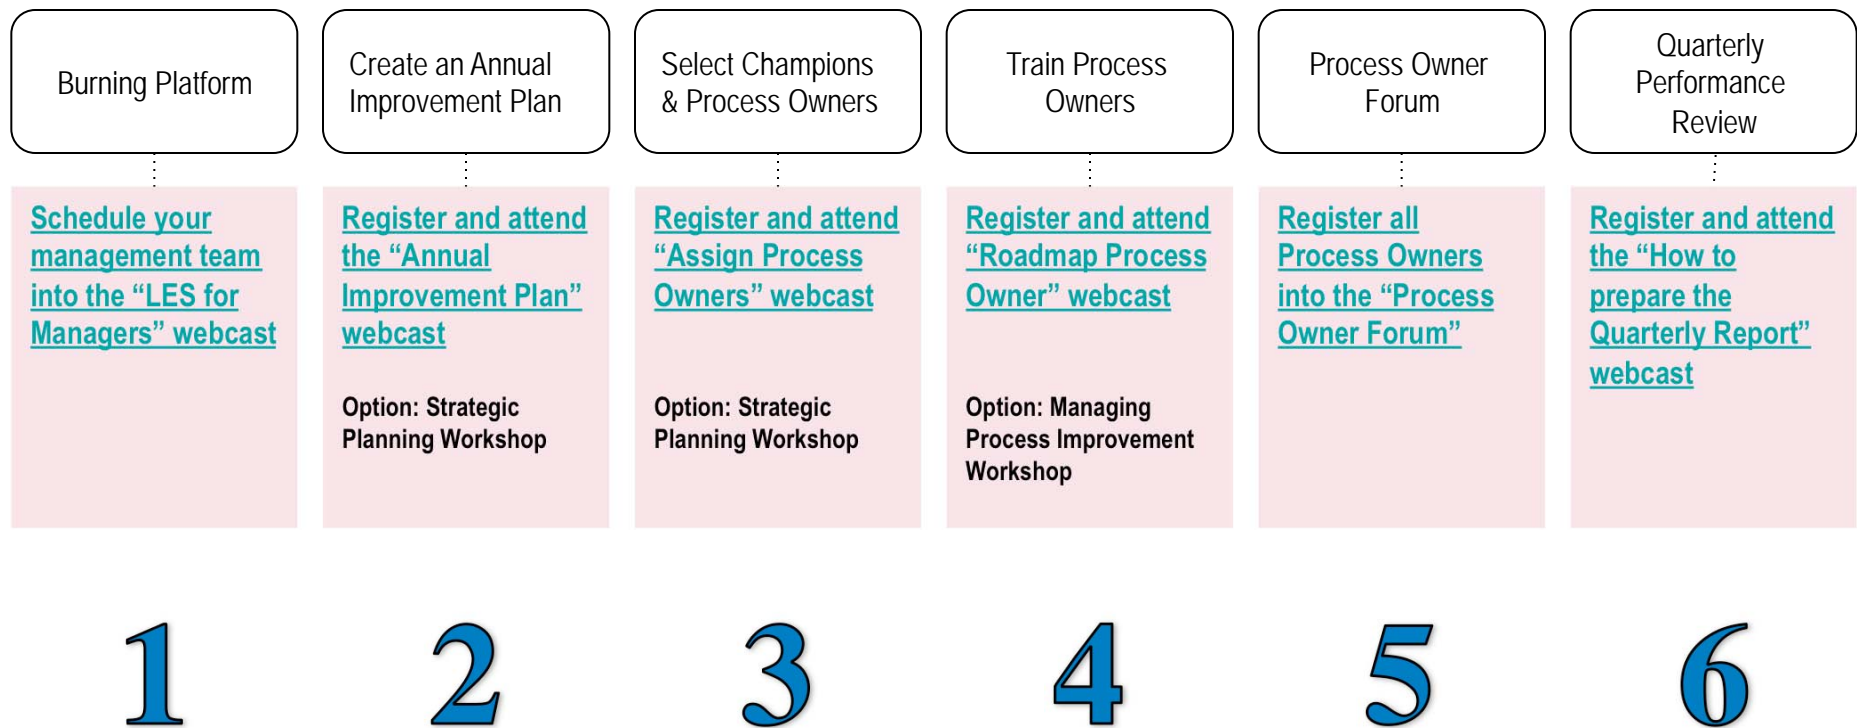 Burning Platform
Create an Annual
Improvement Plan
Select Champions
& Process Owners
Train Process
Owners
Process Owner
Forum
Quarterly
Performance
Review
Schedule your
management team
into the “LES for
Managers” webcast
Register and attend
the “Annual
Improvement Plan”
webcast
Option: Strategic
Planning Workshop
Register and attend
“Assign Process
Owners” webcast
Option: Strategic
Planning Workshop
Register and attend
“Roadmap Process
Owner” webcast
Option: Managing
Process Improvement
Workshop
Register all
Process Owners
into the “Process
Owner Forum”
Register and attend
the “How to
prepare the
Quarterly Report”
webcast
1
2
3
4
5
6